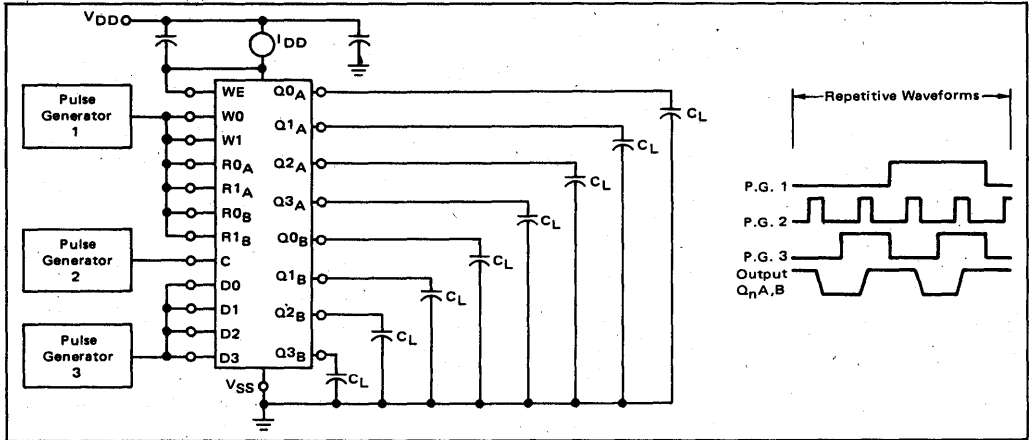 VDD
IDD
Pulse Generator 1
Pulse Generator 2
Pulse Generator 3
WE
W0
W1
R0A
R1A
R0B
R1B
C
D0
D1
D2
D3
VSS
Q0A
Q1A
Q2A
Q3A
Q0B
Q1B
Q2B
Q3B
CL
CL
CL
CL
CL
CL
CL
CL
Repetitive Waveforms
P.G. 1
P.G. 2
P.G. 3
Output
QnA,B